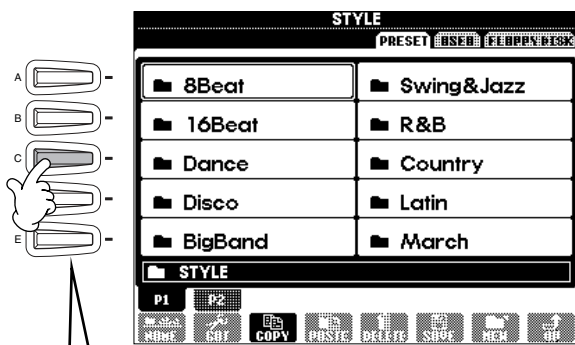 STYLE
PRESET USER FLOPPY DISK
A 8Beat Swing&Jazz
B 16Beat R&B
C Dance Country
Disco Latin
E BigBand March
STYLE
P1 P2
NAME CUT COPY PASTE DELETE SAVE NEW UP